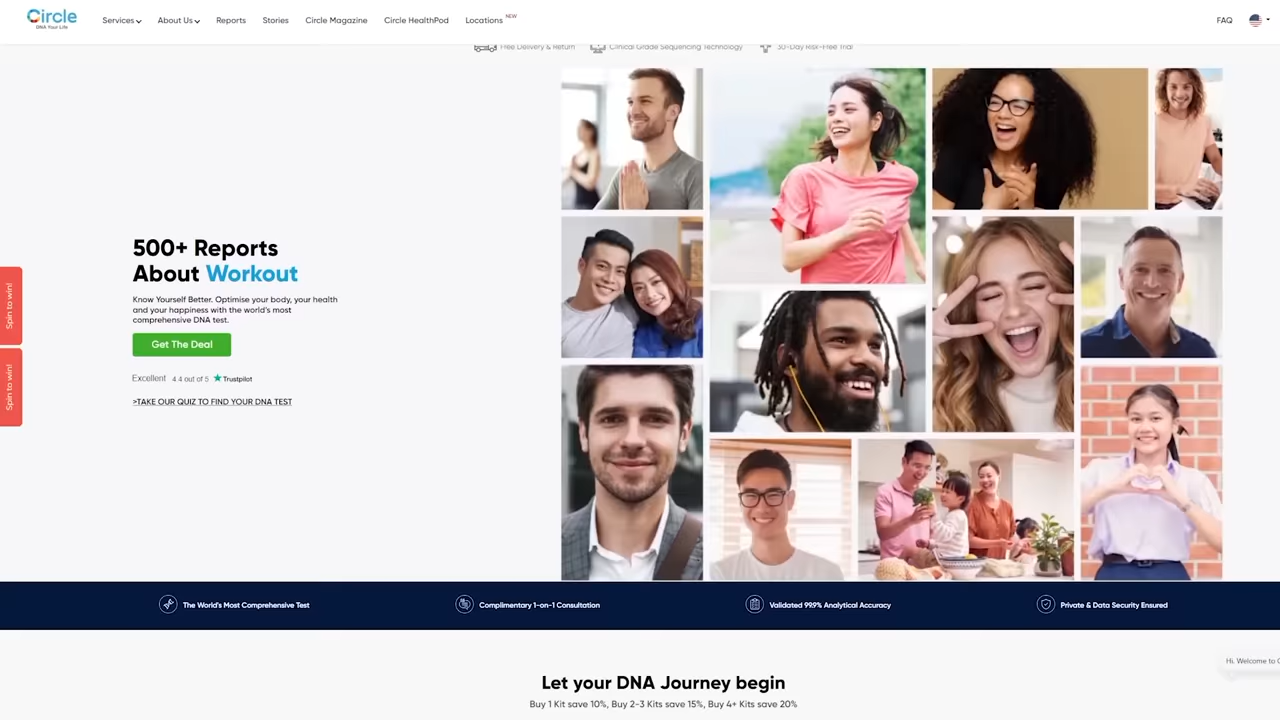 Circle
DNA Your Life
Services
About Us
Reports
Stories
Circle Magazine
Circle HealthPod
Locations
NEW
FAQ
Free Delivery & Return
Clinical Grade Sequencing Technology
30-Day Risk-Free Trial
500+ Reports
About Workout
Know Yourself Better. Optimise your body, your health
and your happiness with the world's most
comprehensive DNA test.
Get The Deal
Excellent 4.4 out of 5 Trustpilot
>TAKE OUR QUIZ TO FIND YOUR DNA TEST
Spin to win!
Spin to win!
The World's Most Comprehensive Test
Complimentary 1-on-1 Consultation
Validated 99.9% Analytical Accuracy
Private & Data Security Ensured
Hi. Welcome to
Let your DNA Journey begin
Buy 1 Kit save 10%, Buy 2-3 Kits save 15%, Buy 4+ Kits save 20%